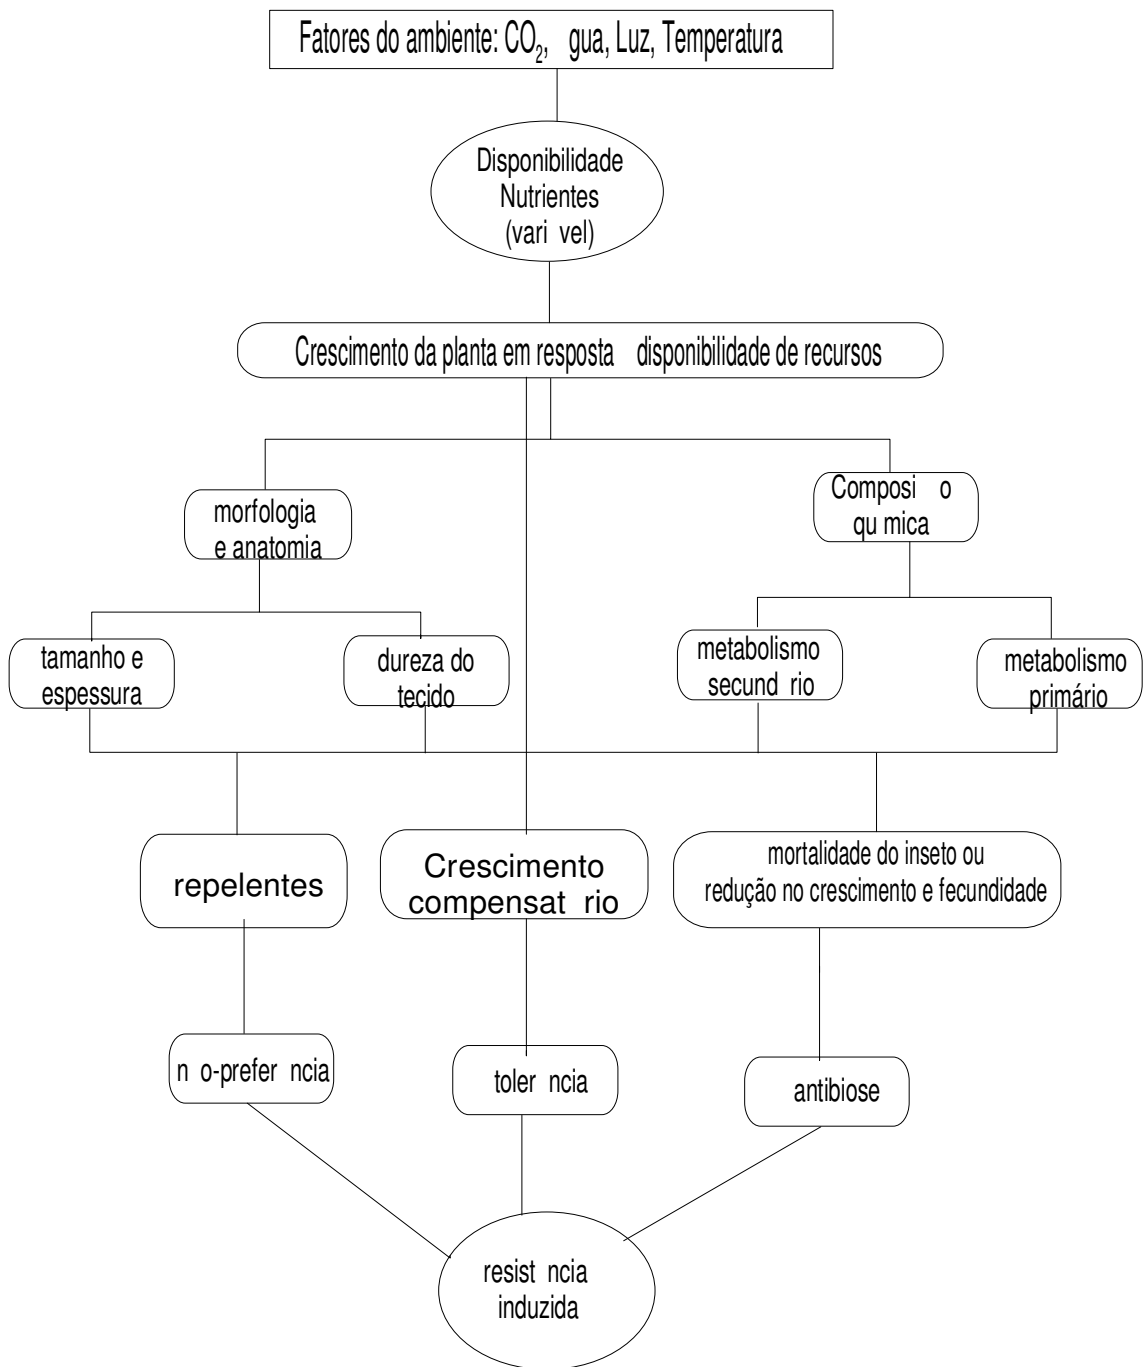 Fatores do ambiente: CO₂, gua, Luz, Temperatura
Disponibilidade
Nutrientes
(vari vel)
Crescimento da planta em resposta disponibilidade de recursos
morfologia
e anatomia
Composi o
qu mica
tamanho e
espessura
dureza do
tecido
metabolismo
secund rio
metabolismo
primário
repelentes
Crescimento
compensat rio
mortalidade do inseto ou
redução no crescimento e fecundidade
n o-prefer ncia
toler ncia
antibiose
resist ncia
induzida